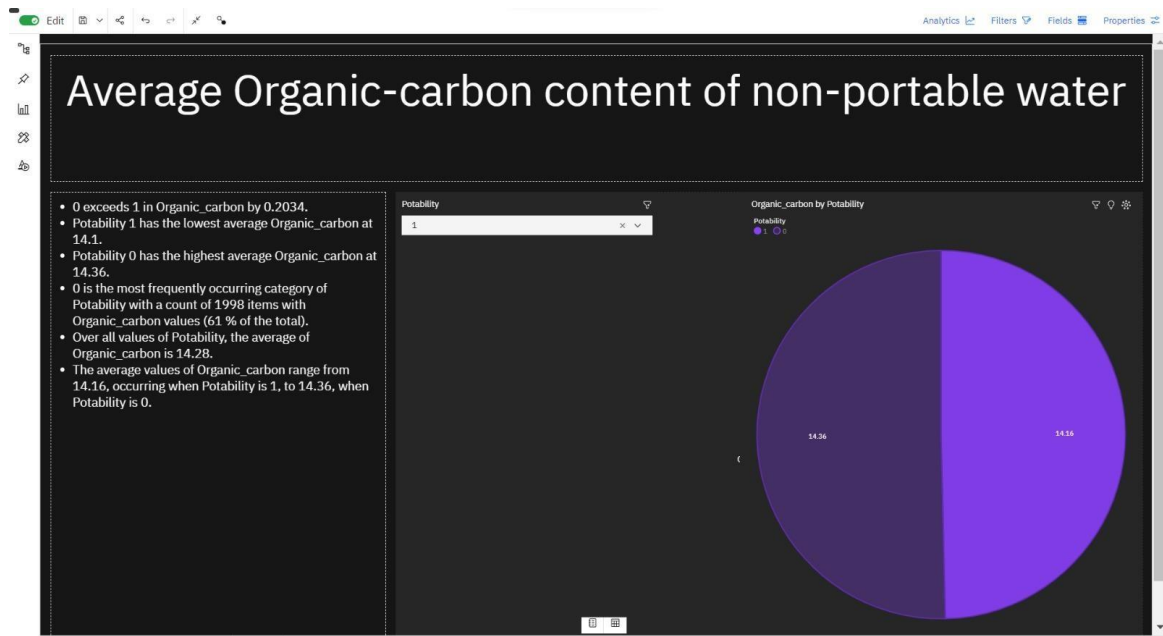 Edit
Analytics
Filters
Fields
Properties
Average Organic-carbon content of non-portable water
• 0 exceeds 1 in Organic_carbon by 0.2034.
• Potability 1 has the lowest average Organic_carbon at
14.1.
• Potability 0 has the highest average Organic_carbon at
14.36.
• 0 is the most frequently occurring category of
Potability with a count of 1998 items with
Organic_carbon values (61 % of the total).
• Over all values of Potability, the average of
Organic_carbon is 14.28.
• The average values of Organic_carbon range from
14.16, occurring when Potability is 1, to 14.36, when
Potability is 0.
Potability
1
Organic_carbon by Potability
Potability
1 0
14.36
14.16